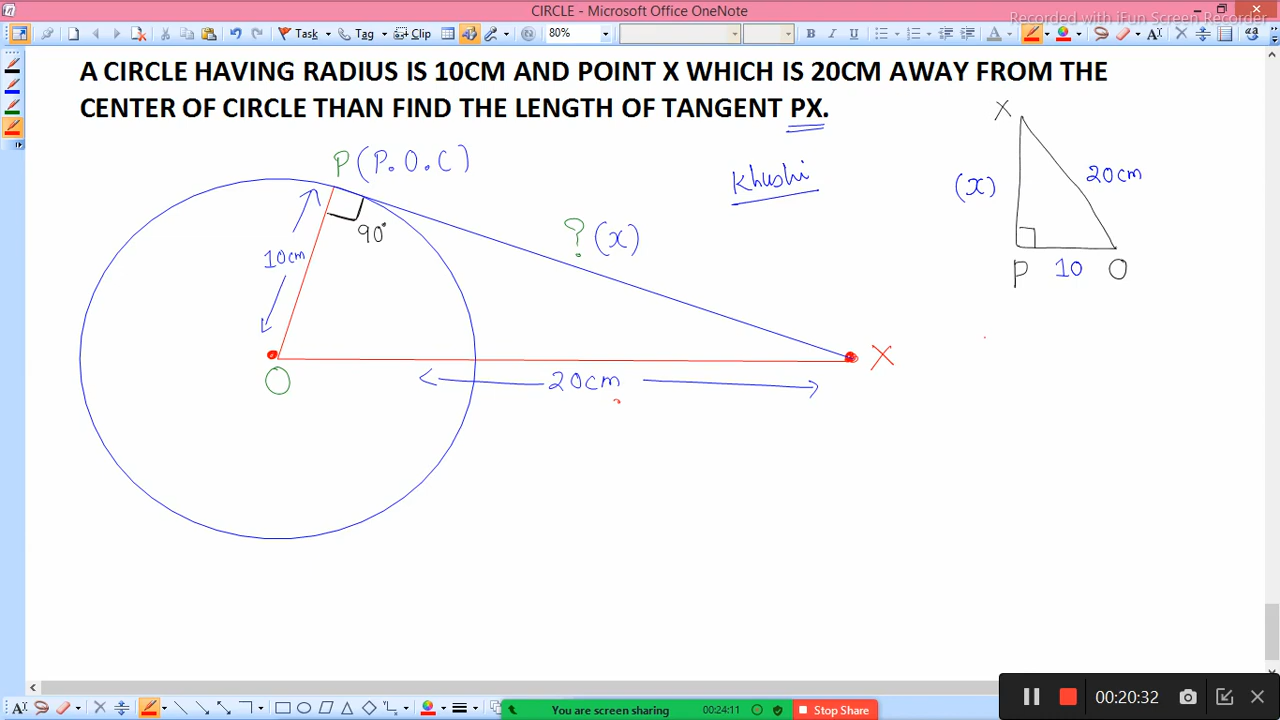 CIRCLE - Microsoft Office OneNote
Recorded with iFun Screen Recorder
Task
Tag
Clip
80%
B I U
A
A CIRCLE HAVING RADIUS IS 10CM AND POINT X WHICH IS 20CM AWAY FROM THE
CENTER OF CIRCLE THAN FIND THE LENGTH OF TANGENT PX.
P (P.O.C)
Khushi
90°
10cm
? (x)
X
(x)
20cm
P 10 O
O
X
20cm
You are screen sharing
00:24:11
Stop Share
00:20:32